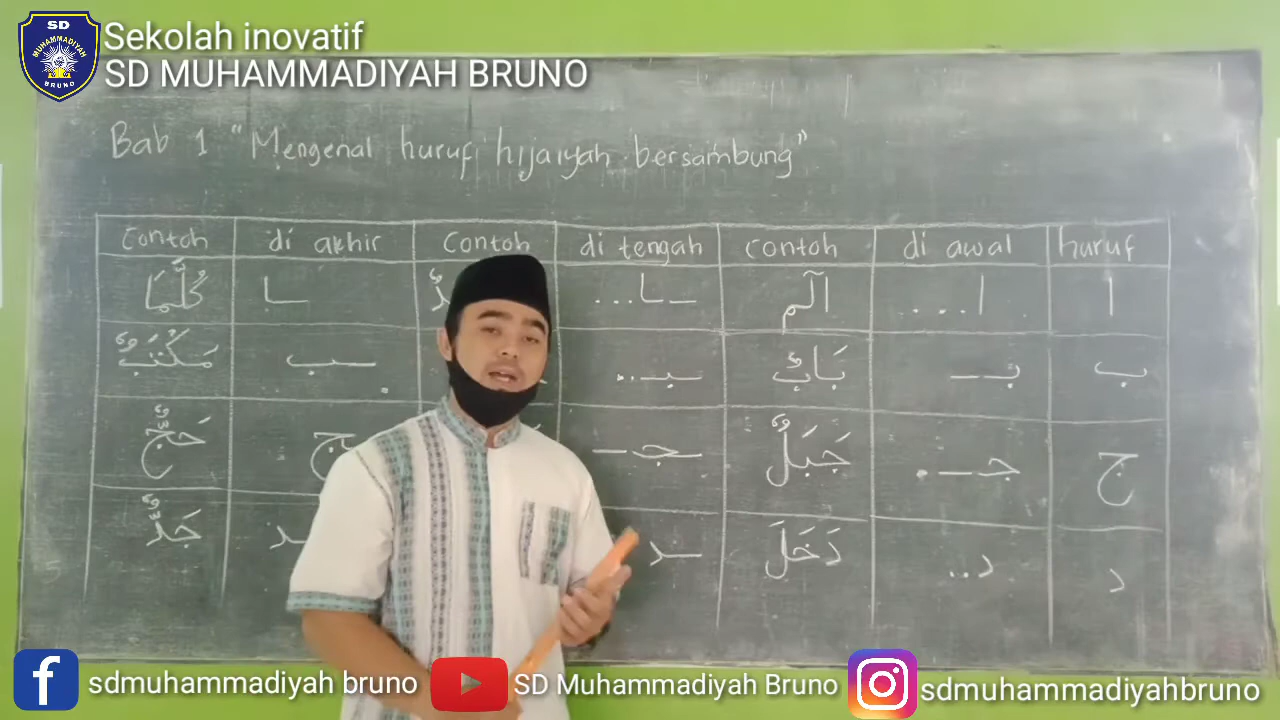 SD
MUHAMMADIYAH
BRUNO
Sekolah inovatif
SD MUHAMMADIYAH BRUNO
Bab 1 "Mengenal huruf hijaiyah bersambung"
Contoh di akhir Contoh di tengah contoh di awal huruf
ا ا... الٓمّ ـا... ـا كُلَّمَا
ب بـ بَابٌ ـبـ.. ـب مَكْتَبٌ
ج جـ. جَبَلٌ ـجـ ـج حَجٌّ
د د.. دَخَلَ ـد ـد جَدٌّ
sdmuhammadiyah bruno
SD Muhammadiyah Bruno
sdmuhammadiyahbruno